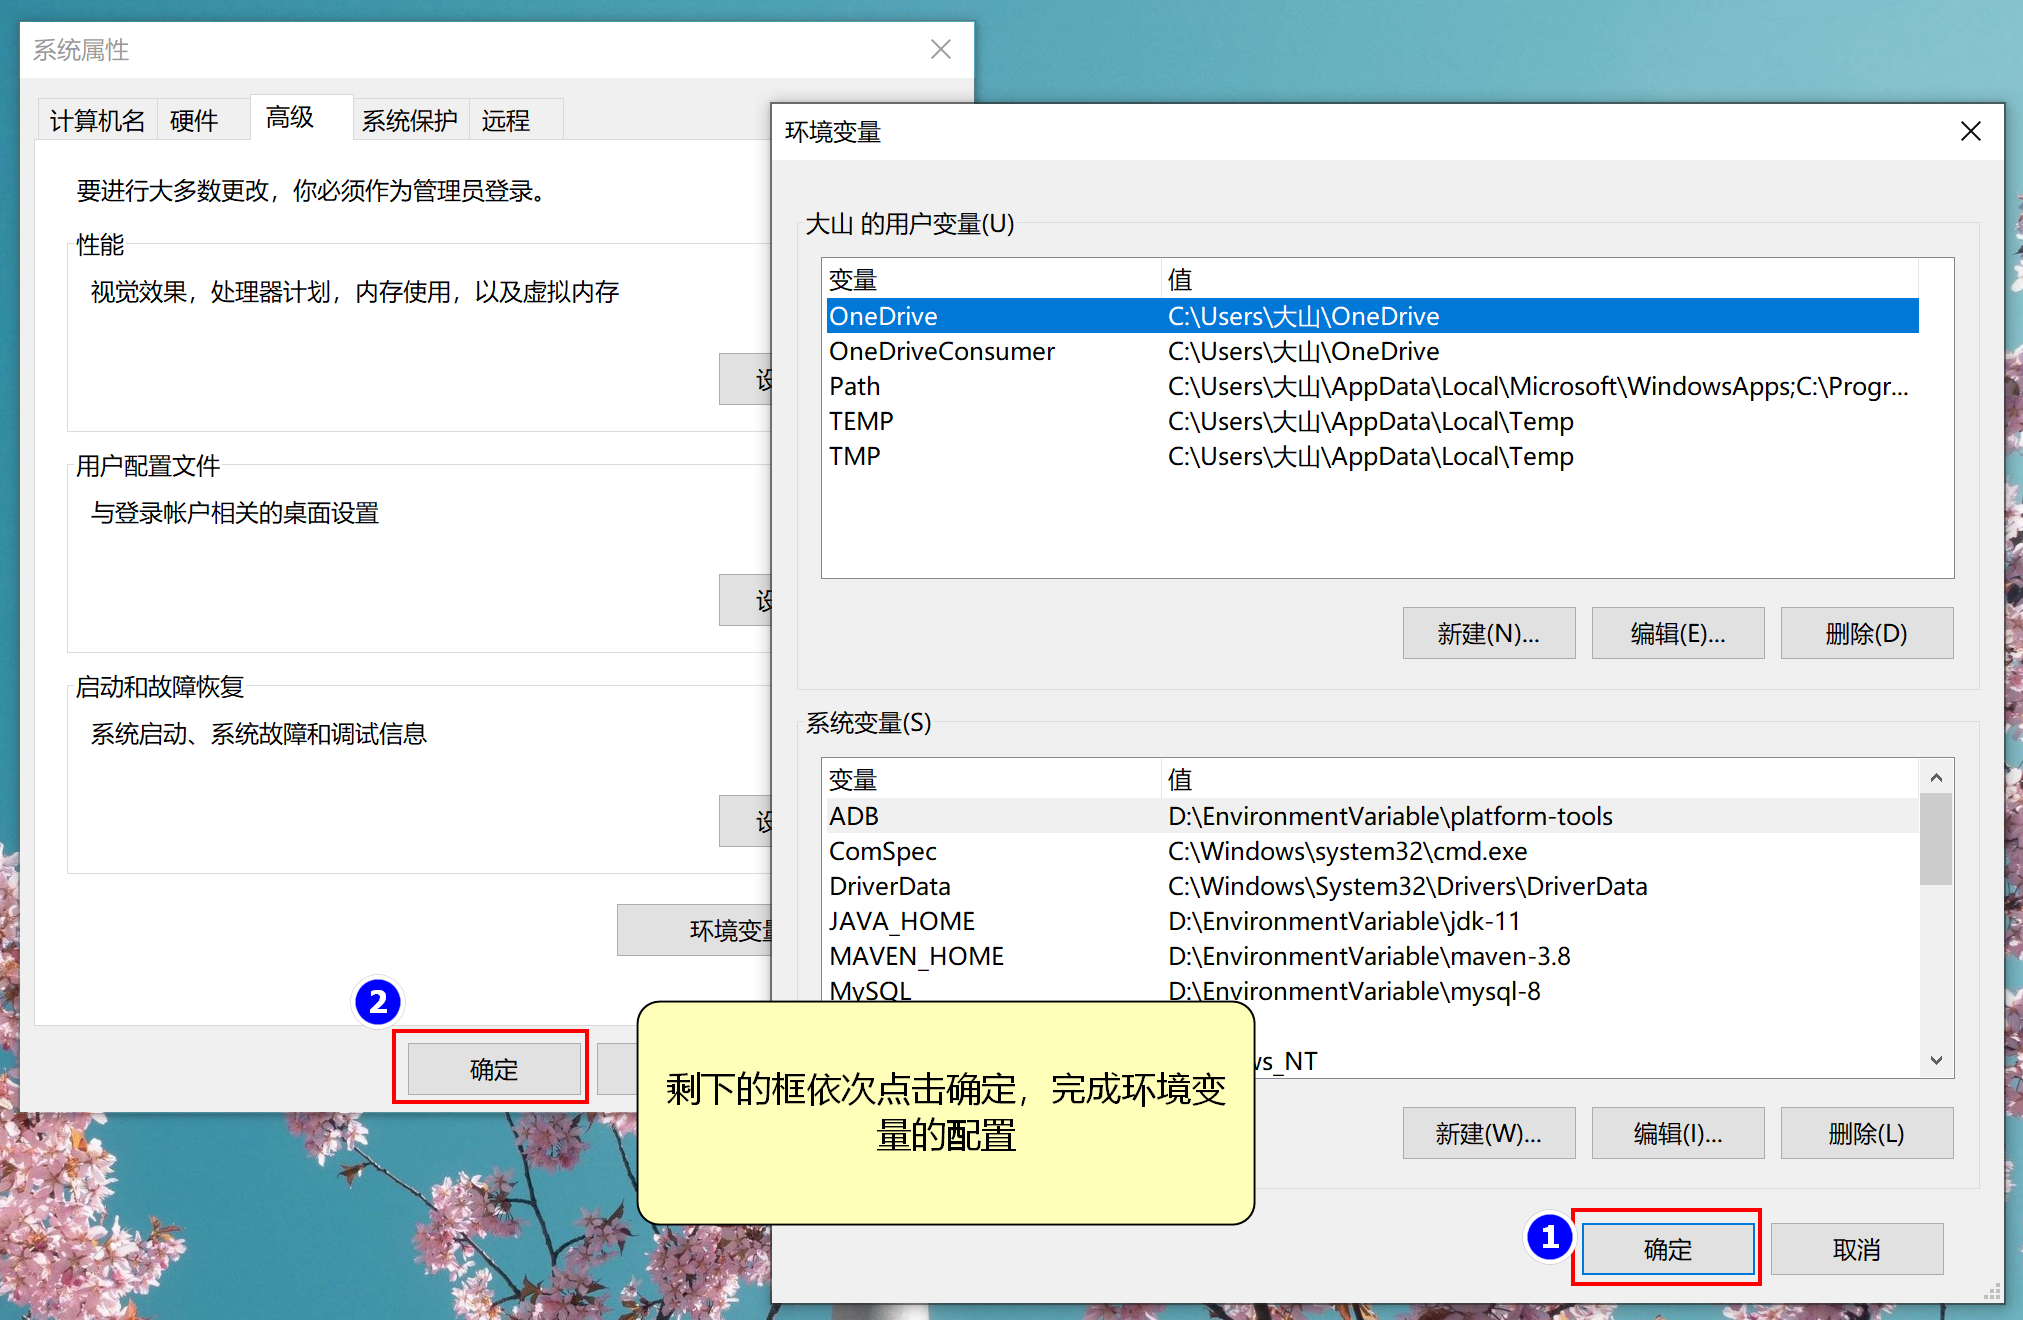 系统属性
计算机名 硬件 高级 系统保护 远程
要进行大多数更改，你必须作为管理员登录。
性能
视觉效果，处理器计划，内存使用，以及虚拟内存
设
用户配置文件
与登录帐户相关的桌面设置
设
启动和故障恢复
系统启动、系统故障和调试信息
设
环境变量
2
确定
环境变量
大山 的用户变量(U)
变量 值
OneDrive C:\Users\大山\OneDrive
OneDriveConsumer C:\Users\大山\OneDrive
Path C:\Users\大山\AppData\Local\Microsoft\WindowsApps;C:\Progr...
TEMP C:\Users\大山\AppData\Local\Temp
TMP C:\Users\大山\AppData\Local\Temp
新建(N)... 编辑(E)... 删除(D)
系统变量(S)
变量 值
ADB D:\EnvironmentVariable\platform-tools
ComSpec C:\Windows\system32\cmd.exe
DriverData C:\Windows\System32\Drivers\DriverData
JAVA_HOME D:\EnvironmentVariable\jdk-11
MAVEN_HOME D:\EnvironmentVariable\maven-3.8
MySQL D:\EnvironmentVariable\mysql-8
ws_NT
新建(W)... 编辑(I)... 删除(L)
剩下的框依次点击确定，完成环境变
量的配置
1
确定 取消